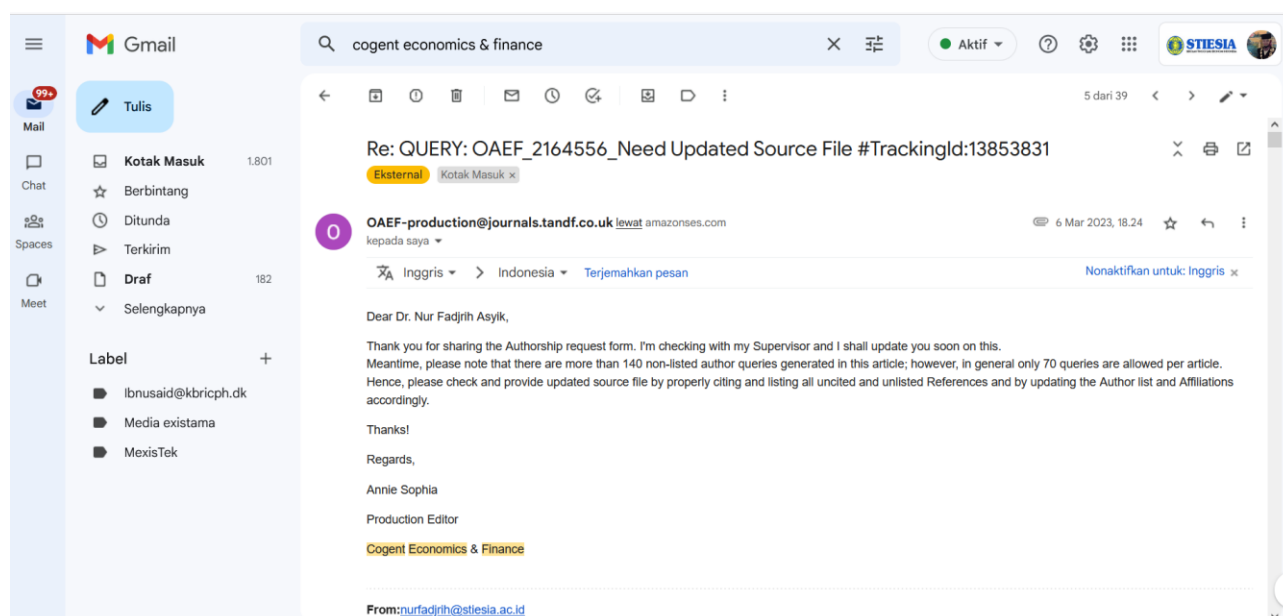 Gmail
cogent economics & finance
Aktif
STIESIA
99+
Mail
Chat
Spaces
Meet
Tulis
Kotak Masuk 1.801
Berbintang
Ditunda
Terkirim
Draf 182
Selengkapnya
Label
Ibnusaid@kbricph.dk
Media existama
MexisTek
5 dari 39
Re: QUERY: OAEF_2164556_Need Updated Source File #TrackingId:13853831
Eksternal Kotak Masuk ×
O
OAEF-production@journals.tandf.co.uk lewat amazonses.com 6 Mar 2023, 18.24
kepada saya
Inggris > Indonesia Terjemahkan pesan Nonaktifkan untuk: Inggris ×
Dear Dr. Nur Fadjrih Asyik,
Thank you for sharing the Authorship request form. I'm checking with my Supervisor and I shall update you soon on this.
Meantime, please note that there are more than 140 non-listed author queries generated in this article; however, in general only 70 queries are allowed per article.
Hence, please check and provide updated source file by properly citing and listing all uncited and unlisted References and by updating the Author list and Affiliations
accordingly.
Thanks!
Regards,
Annie Sophia
Production Editor
Cogent Economics & Finance
From:nurfadjrih@stiesia.ac.id